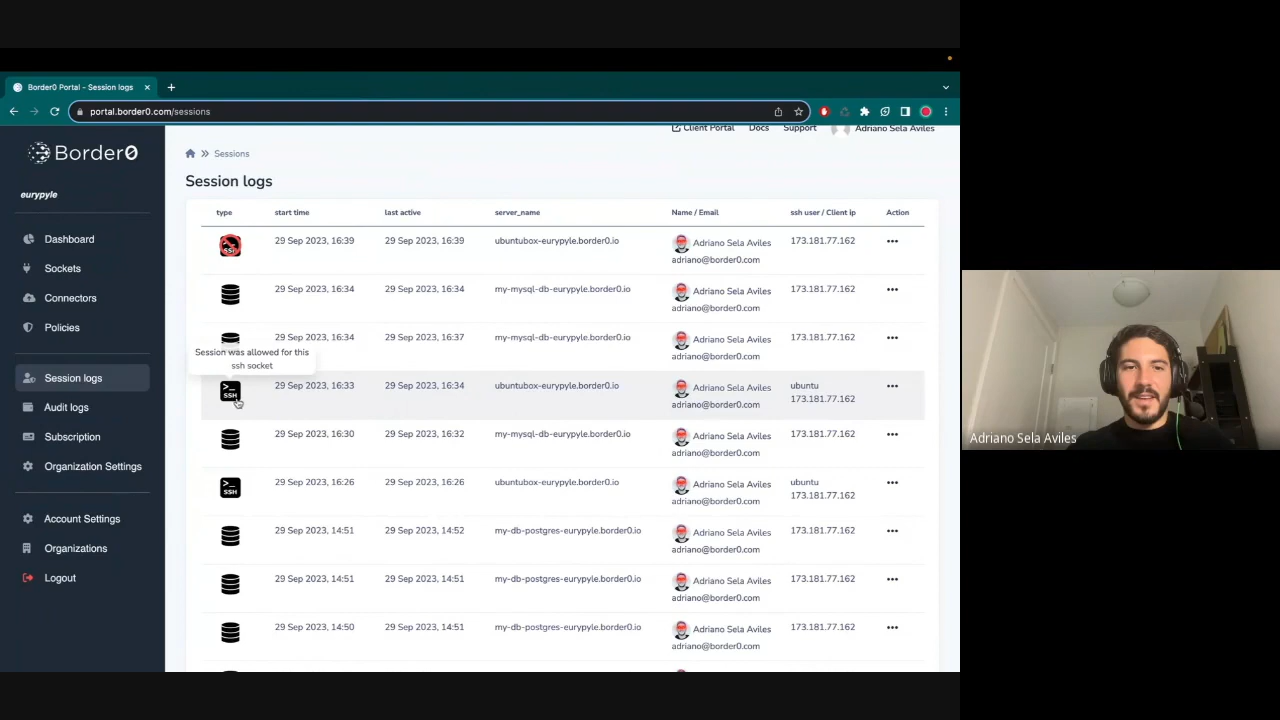 Border0 Portal - Session logs
portal.border0.com/sessions
Border0
eurypyle
Dashboard
Sockets
Connectors
Policies
Session logs
Audit logs
Subscription
Organization Settings
Account Settings
Organizations
Logout
Client Portal Docs Support Adriano Sela Aviles
Sessions
Session logs
type start time last active server_name Name / Email ssh user / Client ip Action
SSH 29 Sep 2023, 16:39 29 Sep 2023, 16:39 ubuntubox-eurypyle.border0.io Adriano Sela Aviles 173.181.77.162 •••
adriano@border0.com
29 Sep 2023, 16:34 29 Sep 2023, 16:34 my-mysql-db-eurypyle.border0.io Adriano Sela Aviles 173.181.77.162 •••
adriano@border0.com
29 Sep 2023, 16:34 29 Sep 2023, 16:37 my-mysql-db-eurypyle.border0.io Adriano Sela Aviles 173.181.77.162 •••
adriano@border0.com
Session was allowed for this
ssh socket
>_ SSH 29 Sep 2023, 16:33 29 Sep 2023, 16:34 ubuntubox-eurypyle.border0.io Adriano Sela Aviles ubuntu •••
adriano@border0.com 173.181.77.162
29 Sep 2023, 16:30 29 Sep 2023, 16:32 my-mysql-db-eurypyle.border0.io Adriano Sela Aviles 173.181.77.162 •••
adriano@border0.com
>_ SSH 29 Sep 2023, 16:26 29 Sep 2023, 16:26 ubuntubox-eurypyle.border0.io Adriano Sela Aviles ubuntu •••
adriano@border0.com 173.181.77.162
29 Sep 2023, 14:51 29 Sep 2023, 14:52 my-db-postgres-eurypyle.border0.io Adriano Sela Aviles 173.181.77.162 •••
adriano@border0.com
29 Sep 2023, 14:51 29 Sep 2023, 14:51 my-db-postgres-eurypyle.border0.io Adriano Sela Aviles 173.181.77.162 •••
adriano@border0.com
29 Sep 2023, 14:50 29 Sep 2023, 14:51 my-db-postgres-eurypyle.border0.io Adriano Sela Aviles 173.181.77.162 •••
adriano@border0.com
Adriano Sela Aviles